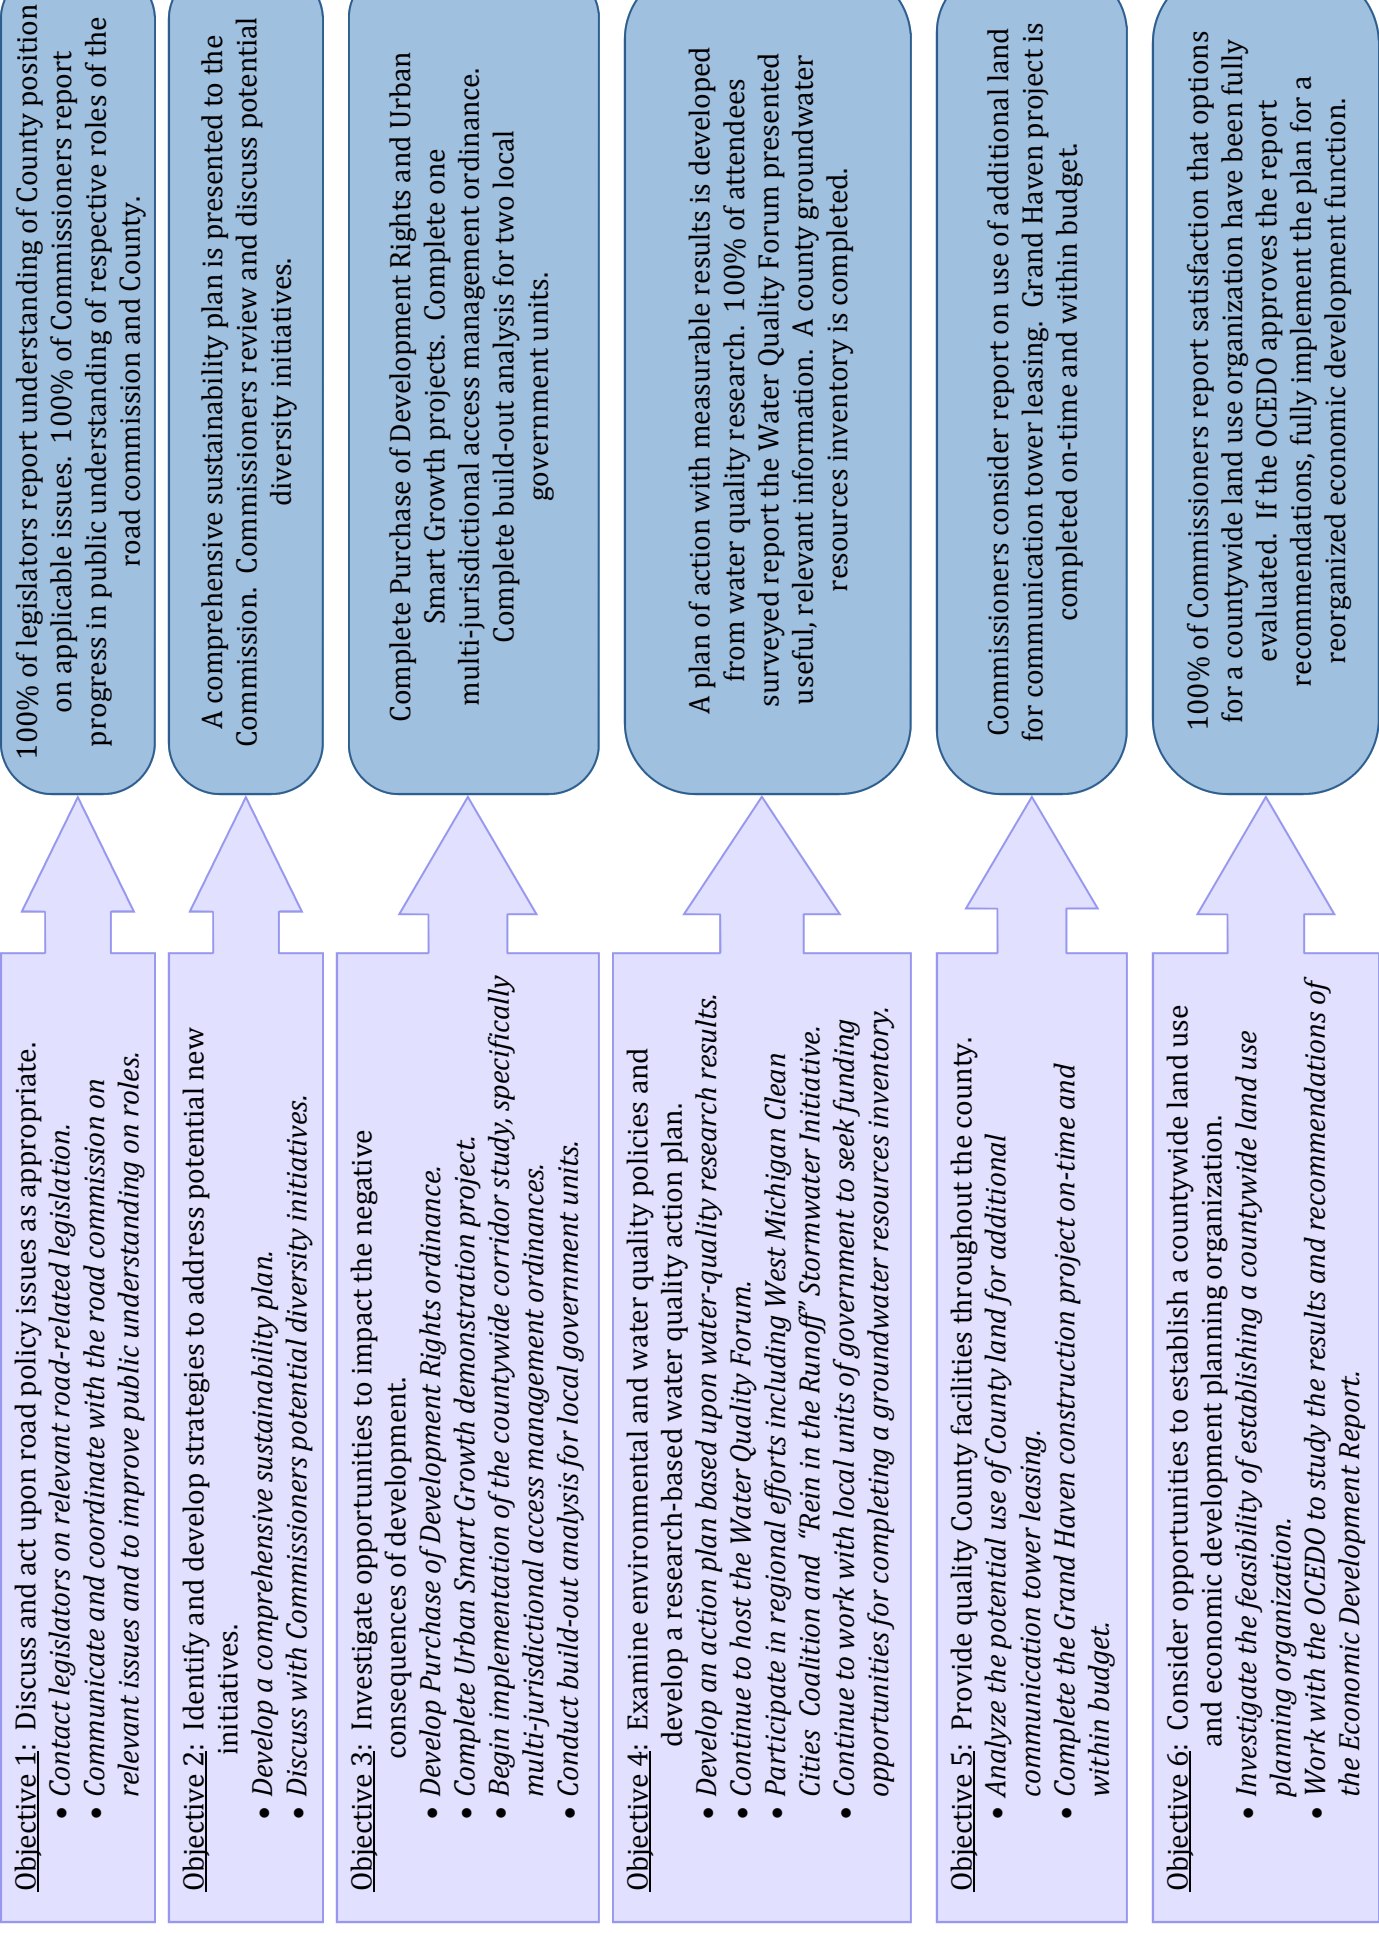 Objective 1:  Discuss and act upon road policy issues as appropriate.
• Contact legislators on relevant road-related legislation.
• Communicate and coordinate with the road commission on
relevant issues and to improve public understanding on roles.
100% of legislators report understanding of County position
on applicable issues.  100% of Commissioners report
progress in public understanding of respective roles of the
road commission and County.
Objective 2:  Identify and develop strategies to address potential new
initiatives.
• Develop a comprehensive sustainability plan.
• Discuss with Commissioners potential diversity initiatives.
A comprehensive sustainability plan is presented to the
Commission.  Commissioners review and discuss potential
diversity initiatives.
Objective 3:  Investigate opportunities to impact the negative
consequences of development.
• Develop Purchase of Development Rights ordinance.
• Complete Urban Smart Growth demonstration project.
• Begin implementation of the countywide corridor study, specifically
multi-jurisdictional access management ordinances.
• Conduct build-out analysis for local government units.
Complete Purchase of Development Rights and Urban
Smart Growth projects.  Complete one
multi-jurisdictional access management ordinance.
Complete build-out analysis for two local
government units.
Objective 4:  Examine environmental and water quality policies and
develop a research-based water quality action plan.
• Develop an action plan based upon water-quality research results.
• Continue to host the Water Quality Forum.
• Participate in regional efforts including West Michigan Clean
Cities  Coalition and  “Rein in the Runoff” Stormwater Initiative.
• Continue to work with local units of government to seek funding
opportunities for completing a groundwater resources inventory.
A plan of action with measurable results is developed
from water quality research.  100% of attendees
surveyed report the Water Quality Forum presented
useful, relevant information.  A county groundwater
resources inventory is completed.
Objective 5:  Provide quality County facilities throughout the county.
• Analyze the potential use of County land for additional
communication tower leasing.
• Complete the Grand Haven construction project on-time and
within budget.
Commissioners consider report on use of additional land
for communication tower leasing.  Grand Haven project is
completed on-time and within budget.
Objective 6:  Consider opportunities to establish a countywide land use
and economic development planning organization.
• Investigate the feasibility of establishing a countywide land use
planning organization.
• Work with the OCEDO to study the results and recommendations of
the Economic Development Report.
100% of Commissioners report satisfaction that options
for a countywide land use organization have been fully
evaluated.  If the OCEDO approves the report
recommendations, fully implement the plan for a
reorganized economic development function.